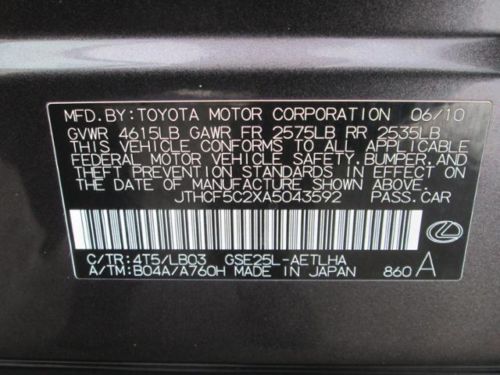 MFD.BY:TOYOTA MOTOR CORPORATION 06/10
GVWR 4615LB GAWR FR 2575LB RR 2535LB
THIS VEHICLE CONFORMS TO ALL APPLICABLE
FEDERAL MOTOR VEHICLE SAFETY,BUMPER,AND
THEFT PREVENTION STANDARDS IN EFFECT ON
THE DATE OF MANUFACTURE SHOWN ABOVE.
JTHCF5C2XA5043592 PASS.CAR
C/TR:4T5/LB03 GSE25L-AETLHA
A/TM:B04A/A760H MADE IN JAPAN 860 A